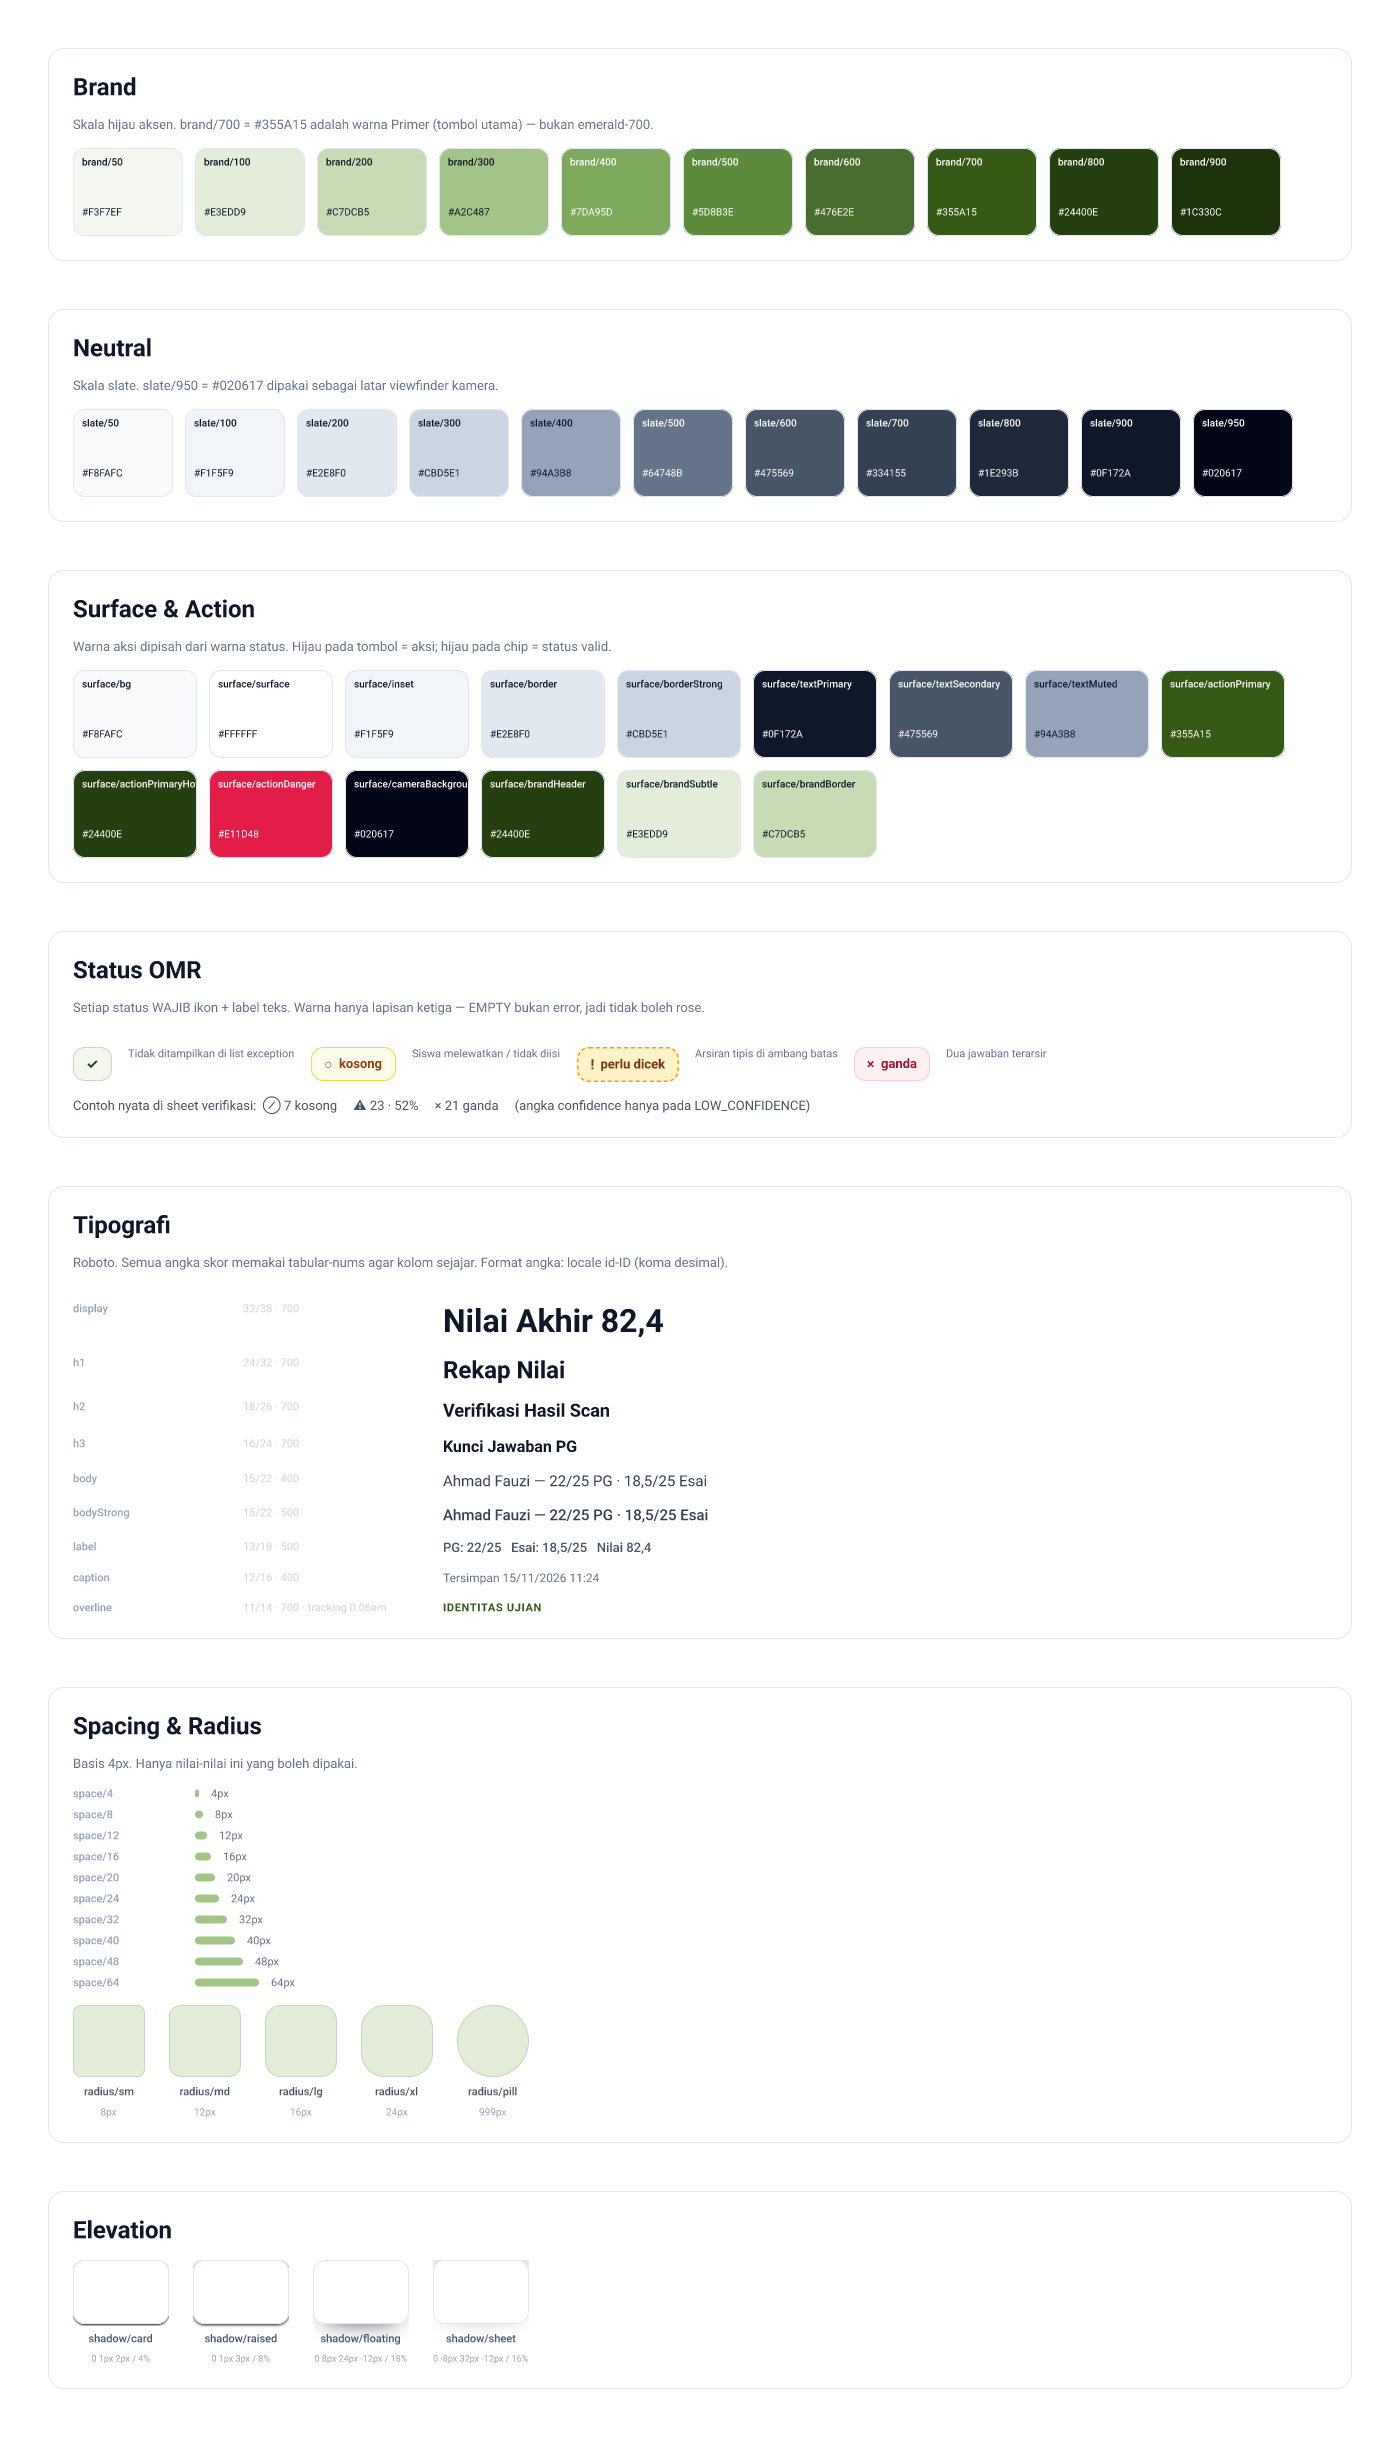 Brand
Skala hijau aksen. brand/700 = #355A15 adalah warna Primer (tombol utama) — bukan emerald-700.
brand/50 brand/100 brand/200 brand/300 brand/400 brand/500 brand/600 brand/700 brand/800 brand/900
#F3F7EF #E3EDD9 #C7DCB5 #A2C487 #7DA95D #5D8B3E #476E2E #355A15 #24400E #1C330C
Neutral
Skala slate. slate/950 = #020617 dipakai sebagai latar viewfinder kamera.
slate/50 slate/100 slate/200 slate/300 slate/400 slate/500 slate/600 slate/700 slate/800 slate/900 slate/950
#F8FAFC #F1F5F9 #E2E8F0 #CBD5E1 #94A3B8 #64748B #475569 #334155 #1E293B #0F172A #020617
Surface & Action
Warna aksi dipisah dari warna status. Hijau pada tombol = aksi; hijau pada chip = status valid.
surface/bg surface/surface surface/inset surface/border surface/borderStrong surface/textPrimary surface/textSecondary surface/textMuted surface/actionPrimary
#F8FAFC #FFFFFF #F1F5F9 #E2E8F0 #CBD5E1 #0F172A #475569 #94A3B8 #355A15
surface/actionPrimaryHo surface/actionDanger surface/cameraBackgrou surface/brandHeader surface/brandSubtle surface/brandBorder
#24400E #E11D48 #020617 #24400E #E3EDD9 #C7DCB5
Status OMR
Setiap status WAJIB ikon + label teks. Warna hanya lapisan ketiga — EMPTY bukan error, jadi tidak boleh rose.
✓ Tidak ditampilkan di list exception ○ kosong Siswa melewatkan / tidak diisi ! perlu dicek Arsiran tipis di ambang batas × ganda Dua jawaban terarsir
Contoh nyata di sheet verifikasi: 7 kosong 23 · 52% × 21 ganda (angka confidence hanya pada LOW_CONFIDENCE)
Tipografi
Roboto. Semua angka skor memakai tabular-nums agar kolom sejajar. Format angka: locale id-ID (koma desimal).
display 32/38 · 700 Nilai Akhir 82,4
h1 24/32 · 700 Rekap Nilai
h2 18/26 · 700 Verifikasi Hasil Scan
h3 16/24 · 700 Kunci Jawaban PG
body 15/22 · 400 Ahmad Fauzi — 22/25 PG · 18,5/25 Esai
bodyStrong 15/22 · 500 Ahmad Fauzi — 22/25 PG · 18,5/25 Esai
label 13/18 · 500 PG: 22/25 Esai: 18,5/25 Nilai 82,4
caption 12/16 · 400 Tersimpan 15/11/2026 11:24
overline 11/14 · 700 · tracking 0.06em IDENTITAS UJIAN
Spacing & Radius
Basis 4px. Hanya nilai-nilai ini yang boleh dipakai.
space/4 4px
space/8 8px
space/12 12px
space/16 16px
space/20 20px
space/24 24px
space/32 32px
space/40 40px
space/48 48px
space/64 64px
radius/sm radius/md radius/lg radius/xl radius/pill
8px 12px 16px 24px 999px
Elevation
shadow/card shadow/raised shadow/floating shadow/sheet
0 1px 2px / 4% 0 1px 3px / 8% 0 8px 24px -12px / 18% 0 -8px 32px -12px / 16%